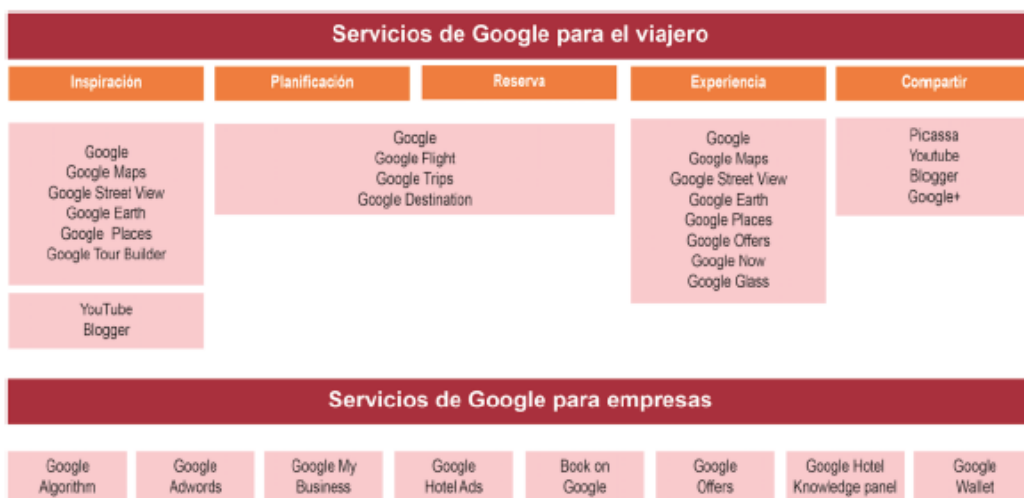 Servicios de Google para el viajero
Inspiración
Planificación
Reserva
Experiencia
Compartir
Google
Google Maps
Google Street View
Google Earth
Google Places
Google Tour Builder
YouTube
Blogger
Google
Google Flight
Google Trips
Google Destination
Google
Google Maps
Google Street View
Google Earth
Google Places
Google Offers
Google Now
Google Glass
Picassa
Youtube
Blogger
Google+
Servicios de Google para empresas
Google
Algorithm
Google
Adwords
Google My
Business
Google
Hotel Ads
Book on
Google
Google
Offers
Google Hotel
Knowledge panel
Google
Wallet